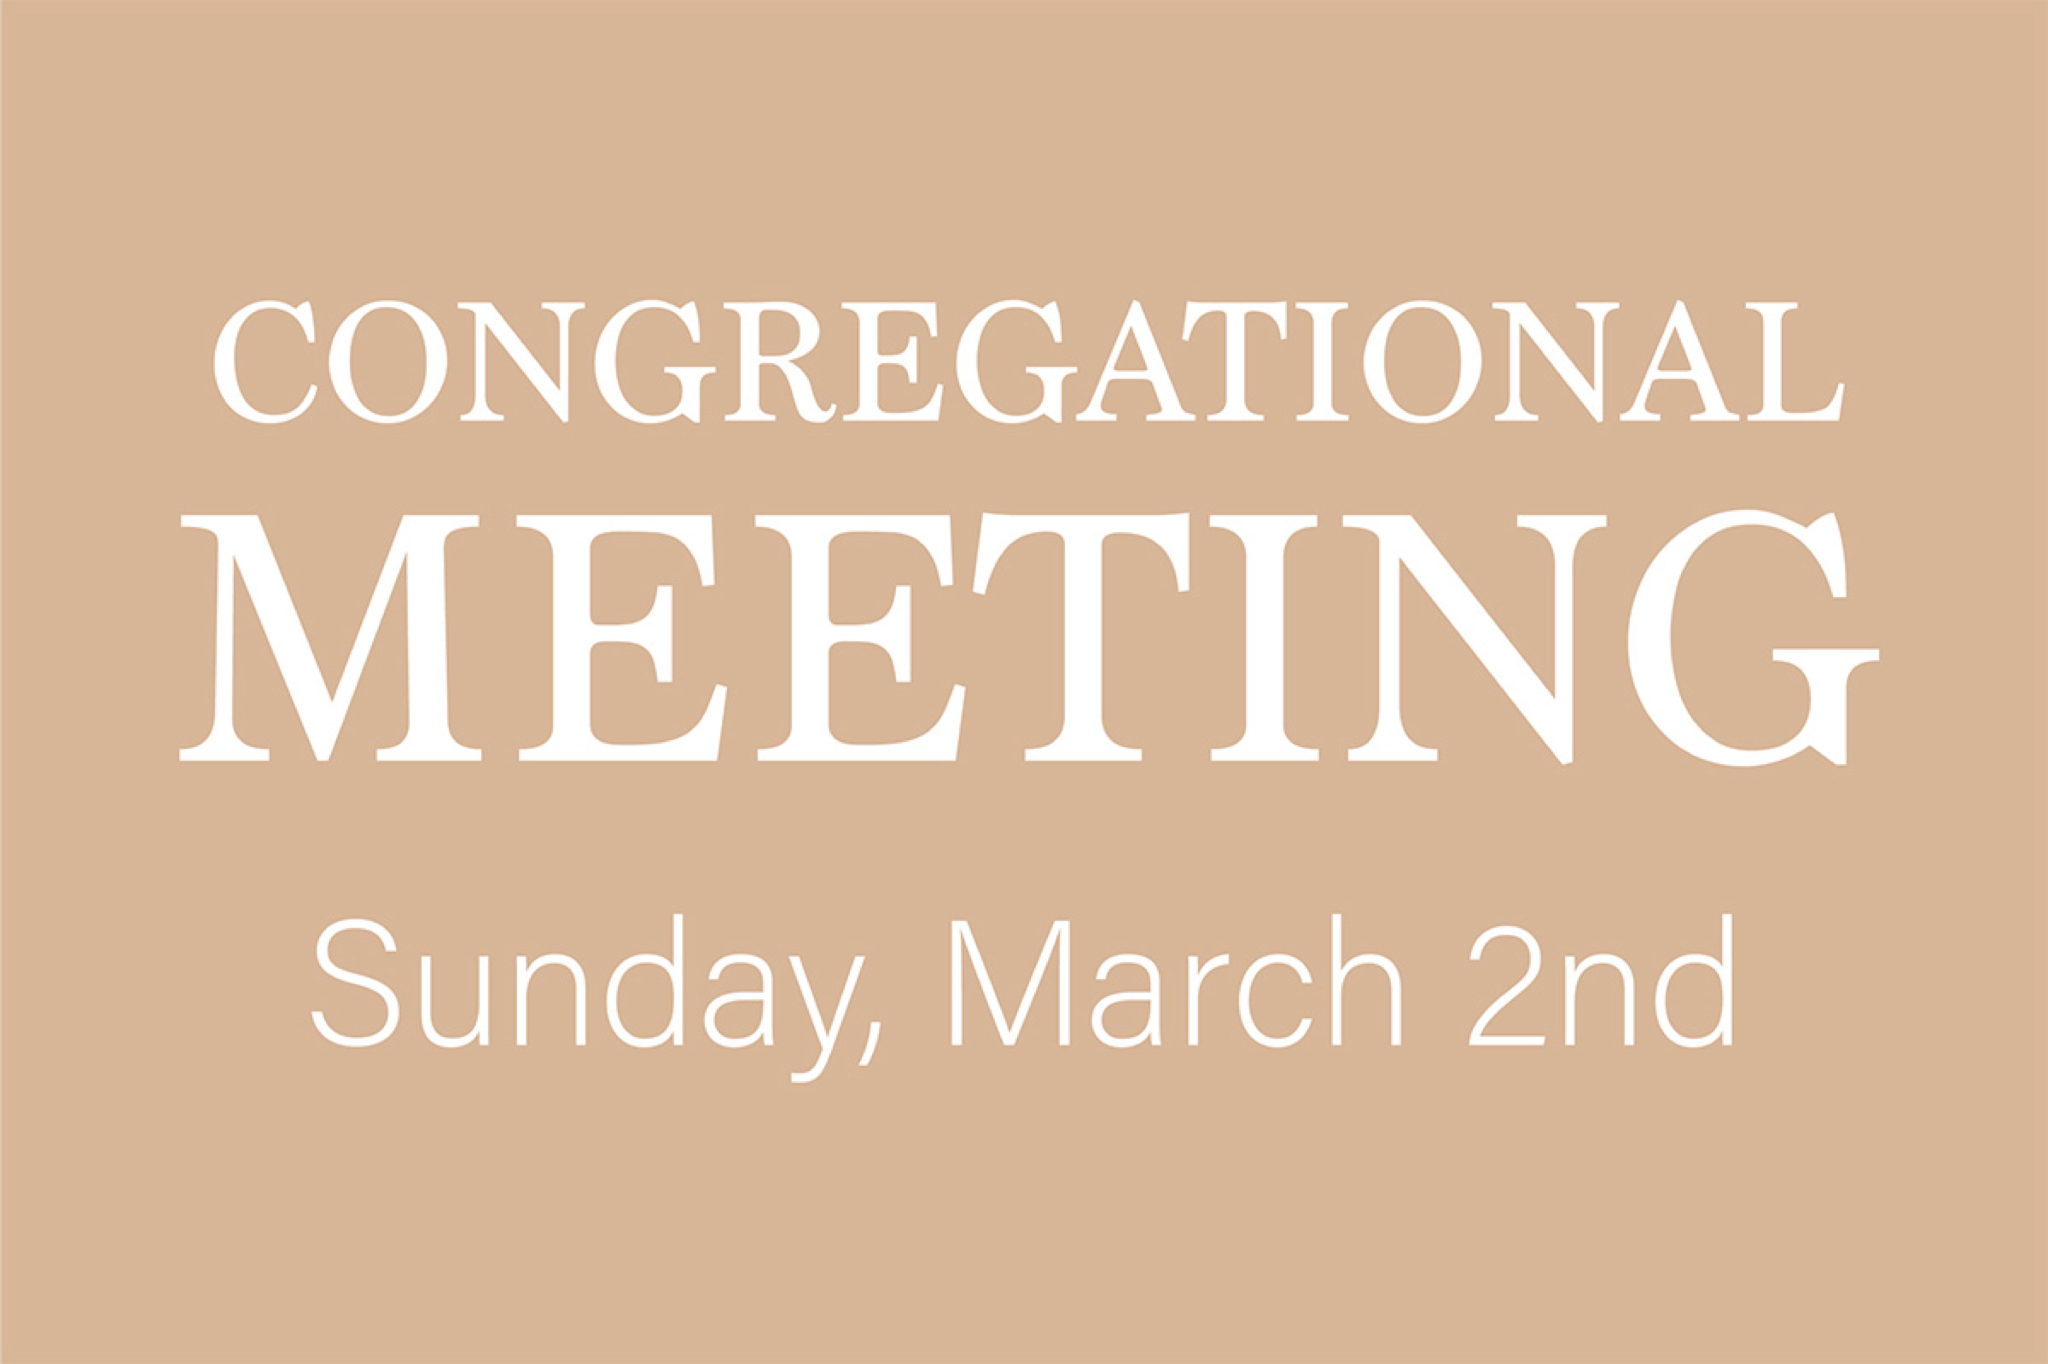 CONGREGATIONAL
MEETING
Sunday, March 2nd